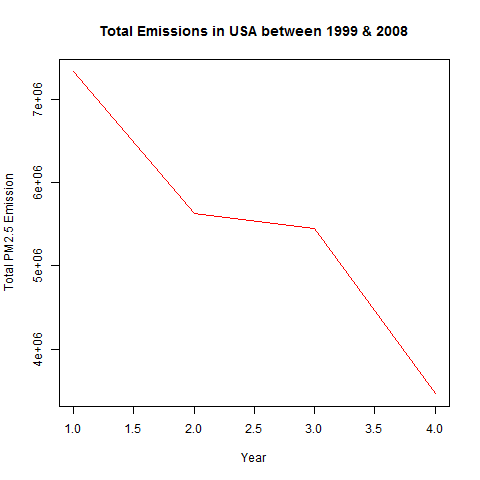 Total Emissions in USA between 1999 & 2008
Total PM2.5 Emission
7e+06
6e+06
5e+06
4e+06
1.0 1.5 2.0 2.5 3.0 3.5 4.0
Year